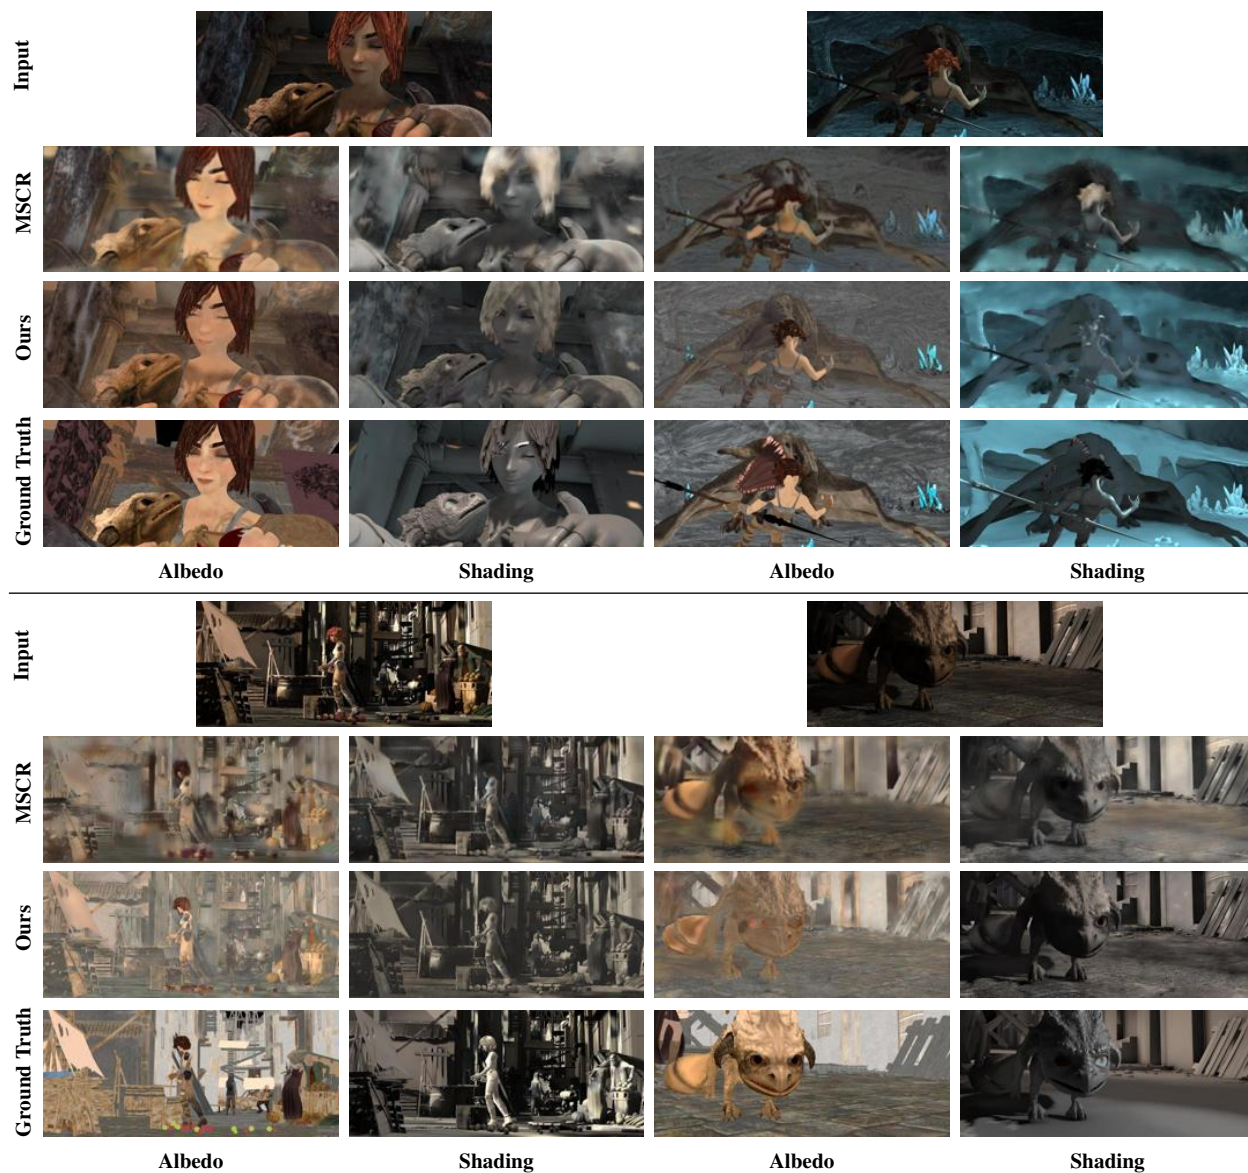 Input
MSCR
Ours
Ground Truth
Albedo Shading Albedo Shading
Input
MSCR
Ours
Ground Truth
Albedo Shading Albedo Shading